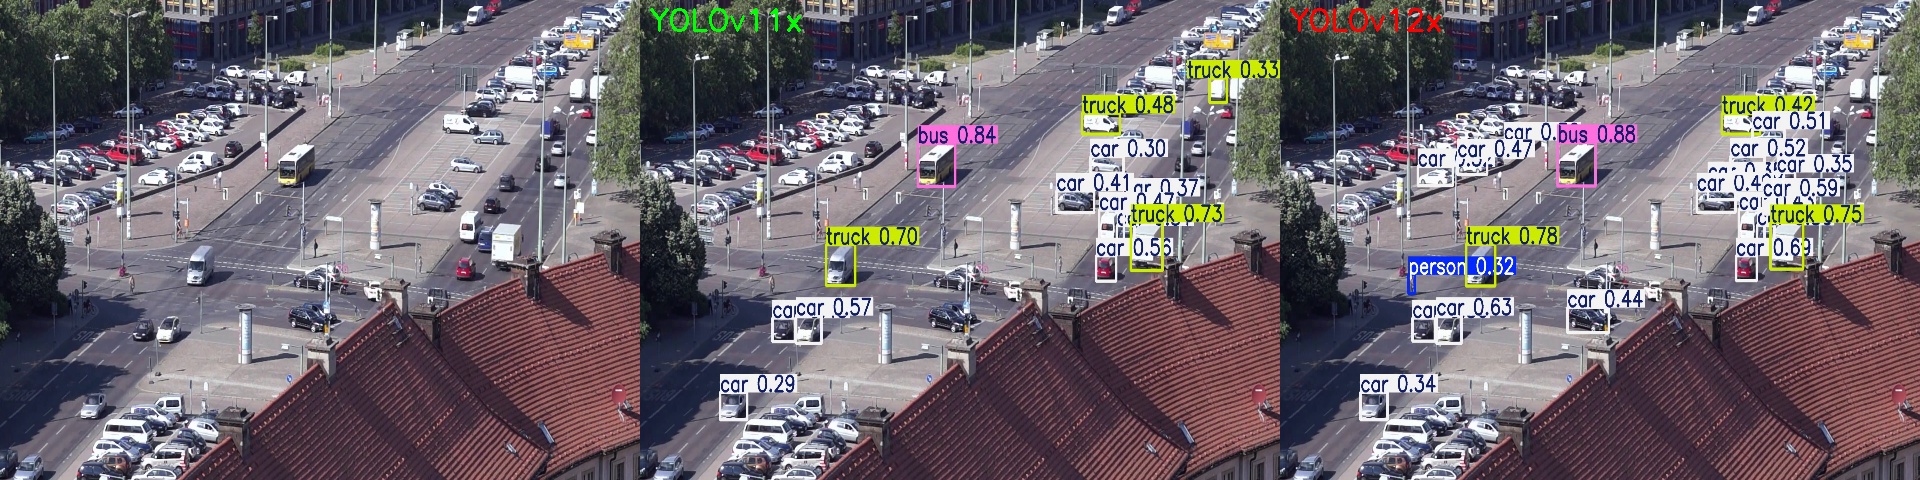 YOLOv11x
YOLOv12x
truck 0.33
truck 0.48
bus 0.84
car 0.30
car 0.41
car 0.37
truck 0.73
truck 0.70
car 0.56
car 0.57
car 0.29
truck 0.42
car 0.51
car 0.
car 0.47
bus 0.88
car
car 0.52
car 0.35
car 0.4
car 0.59
truck 0.75
truck 0.78
car 0.69
person 0.32
car 0.63
car 0.44
car 0.34